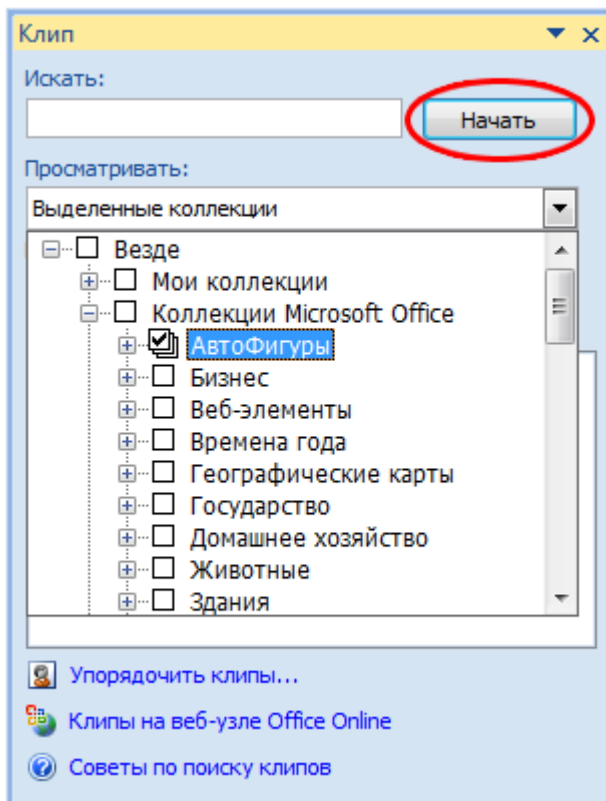 Клип
Искать:
Начать
Просматривать:
Выделенные коллекции
Везде
Мои коллекции
Коллекции Microsoft Office
АвтоФигуры
Бизнес
Веб-элементы
Времена года
Географические карты
Государство
Домашнее хозяйство
Животные
Здания
Упорядочить клипы...
Клипы на веб-узле Office Online
Советы по поиску клипов